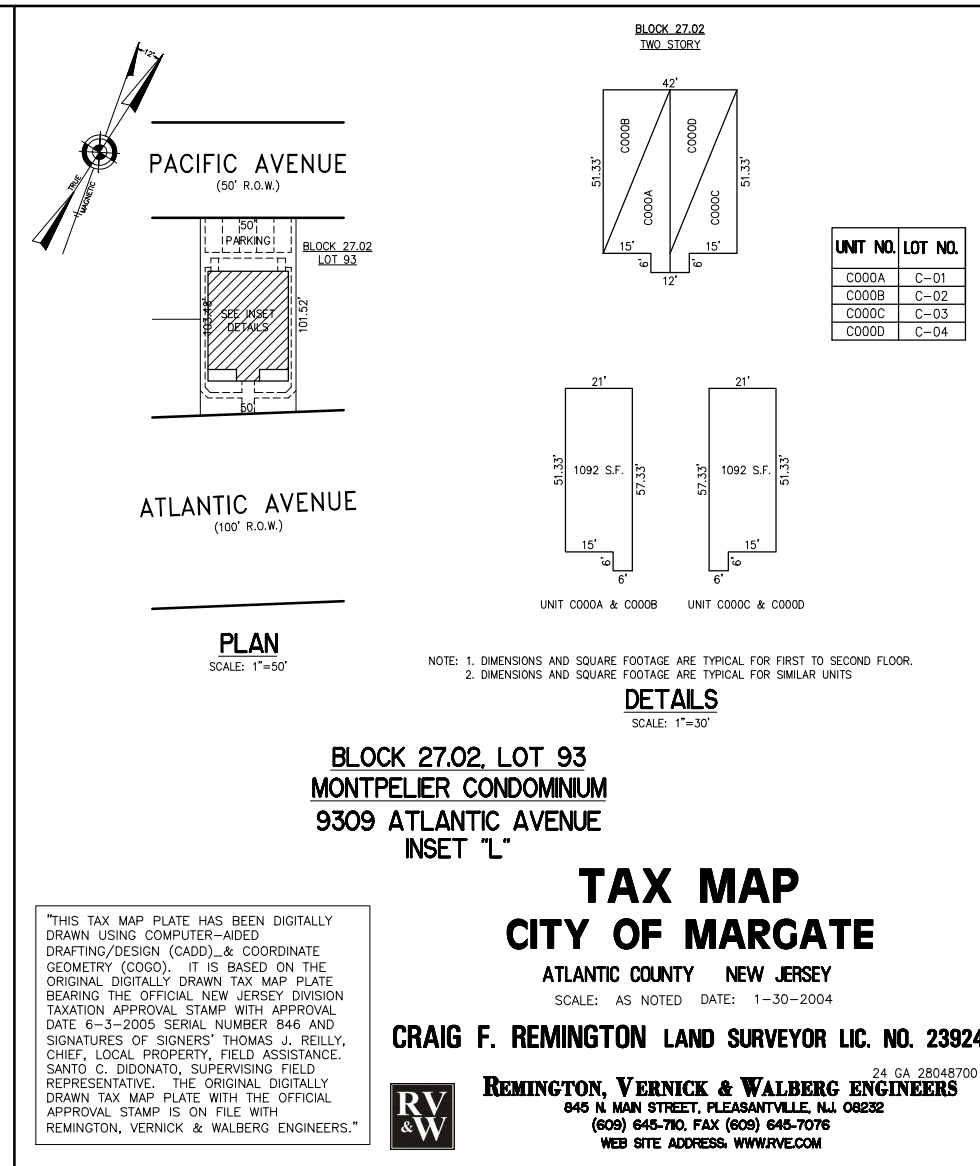 12°
TRUE
MAGNETIC
PACIFIC AVENUE
(50' R.O.W.)
50'
PARKING
BLOCK 27.02
LOT 93
103.48'
SEE INSET
DETAILS
101.52'
50'
ATLANTIC AVENUE
(100' R.O.W.)
PLAN
SCALE: 1"=50'
BLOCK 27.02
TWO STORY
42'
51.33'
C000B
C000A
C000D
C000C
51.33'
15'
15'
6'
6'
12'
UNIT NO. LOT NO.
C000A C-01
C000B C-02
C000C C-03
C000D C-04
21'
51.33'
1092 S.F.
57.33'
15'
6'
6'
UNIT C000A & C000B
21'
57.33'
1092 S.F.
51.33'
15'
6'
6'
UNIT C000C & C000D
NOTE: 1. DIMENSIONS AND SQUARE FOOTAGE ARE TYPICAL FOR FIRST TO SECOND FLOOR.
2. DIMENSIONS AND SQUARE FOOTAGE ARE TYPICAL FOR SIMILAR UNITS
DETAILS
SCALE: 1"=30'
BLOCK 27.02, LOT 93
MONTPELIER CONDOMINIUM
9309 ATLANTIC AVENUE
INSET "L"
"THIS TAX MAP PLATE HAS BEEN DIGITALLY
DRAWN USING COMPUTER-AIDED
DRAFTING/DESIGN (CADD)_& COORDINATE
GEOMETRY (COGO). IT IS BASED ON THE
ORIGINAL DIGITALLY DRAWN TAX MAP PLATE
BEARING THE OFFICIAL NEW JERSEY DIVISION
TAXATION APPROVAL STAMP WITH APPROVAL
DATE 6-3-2005 SERIAL NUMBER 846 AND
SIGNATURES OF SIGNERS' THOMAS J. REILLY,
CHIEF, LOCAL PROPERTY, FIELD ASSISTANCE.
SANTO C. DIDONATO, SUPERVISING FIELD
REPRESENTATIVE. THE ORIGINAL DIGITALLY
DRAWN TAX MAP PLATE WITH THE OFFICIAL
APPROVAL STAMP IS ON FILE WITH
REMINGTON, VERNICK & WALBERG ENGINEERS."
TAX MAP
CITY OF MARGATE
ATLANTIC COUNTY NEW JERSEY
SCALE: AS NOTED DATE: 1-30-2004
CRAIG F. REMINGTON LAND SURVEYOR LIC. NO. 23924
24 GA 28048700
RV
&W
REMINGTON, VERNICK & WALBERG ENGINEERS
845 N. MAIN STREET, PLEASANTVILLE, N.J. 08232
(609) 645-7110, FAX (609) 645-7076
WEB SITE ADDRESS: WWW.RVE.COM